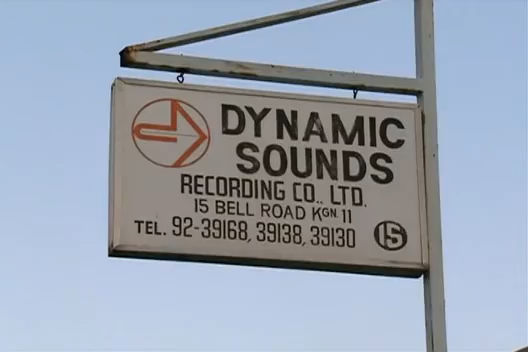 DYNAMIC
SOUNDS
RECORDING CO., LTD.
15 BELL ROAD KGN. 11
TEL. 92-39168, 39138, 39130
15